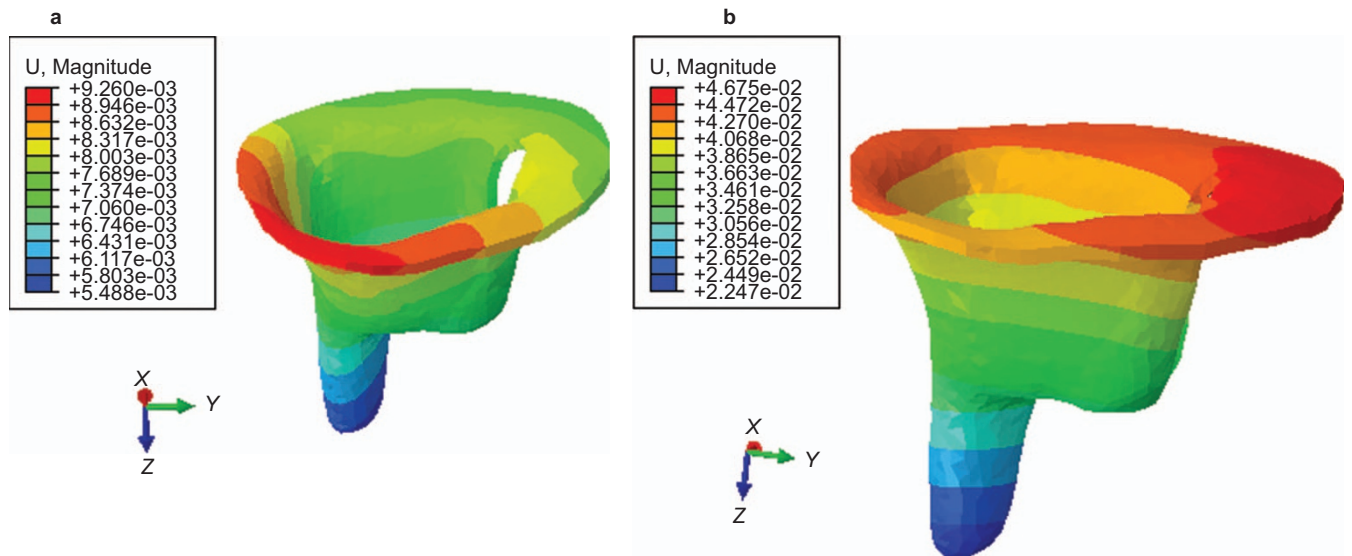 a
U, Magnitude
+9.260e-03
+8.946e-03
+8.632e-03
+8.317e-03
+8.003e-03
+7.689e-03
+7.374e-03
+7.060e-03
+6.746e-03
+6.431e-03
+6.117e-03
+5.803e-03
+5.488e-03
X
Y
Z
b
U, Magnitude
+4.675e-02
+4.472e-02
+4.270e-02
+4.068e-02
+3.865e-02
+3.663e-02
+3.461e-02
+3.258e-02
+3.056e-02
+2.854e-02
+2.652e-02
+2.449e-02
+2.247e-02
X
Y
Z